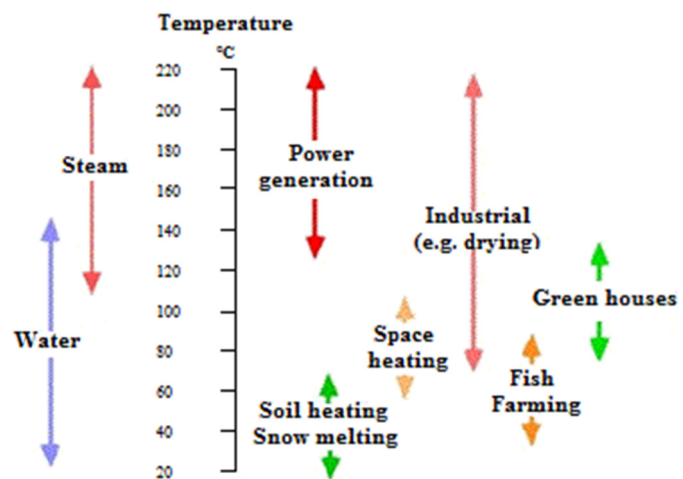 Temperature
°C
220
200
180
160
140
120
100
80
60
40
20
Steam
Water
Power
generation
Industrial
(e.g. drying)
Green houses
Space
heating
Fish
Farming
Soil heating
Snow melting